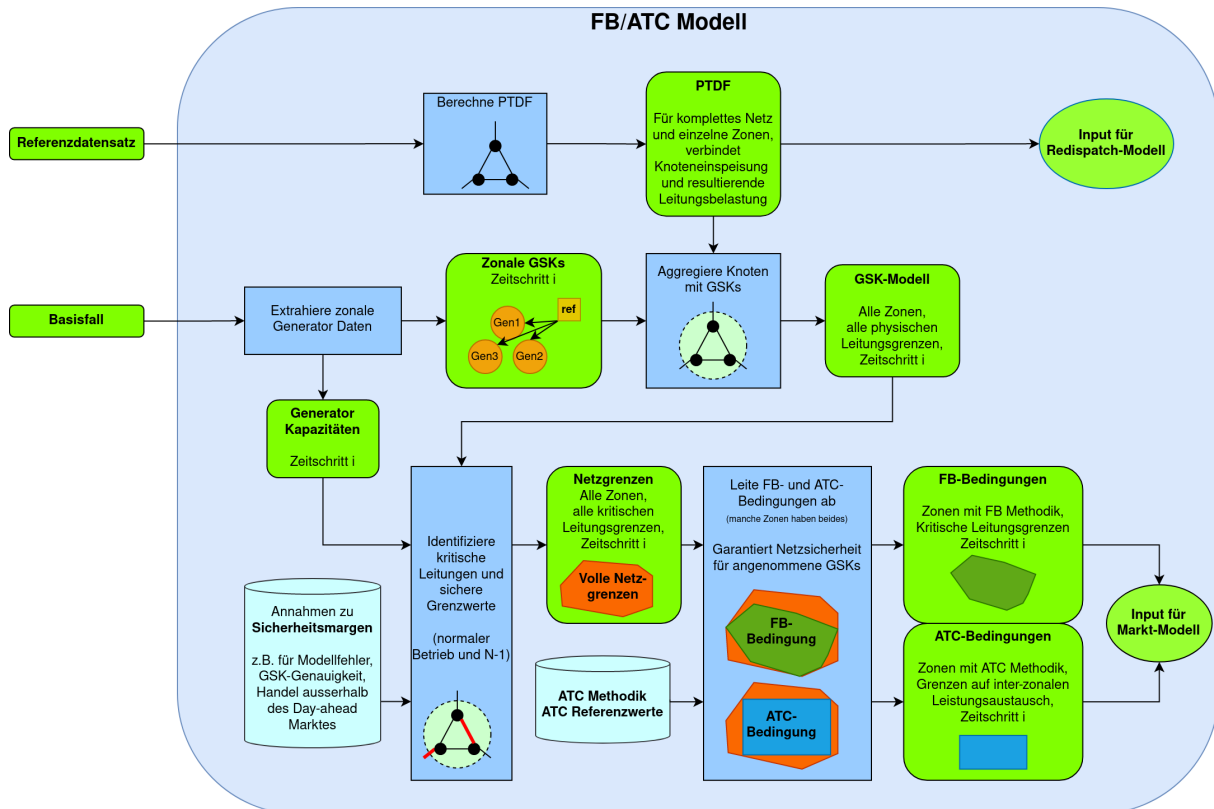 FB/ATC Modell
Referenzdatensatz
Berechne PTDF
PTDF
Für komplettes Netz
und einzelne Zonen,
verbindet
Knoteneinspeisung
und resultierende
Leitungsbelastung
Input für
Redispatch-Modell
Basisfall
Extrahiere zonale
Generator Daten
Zonale GSKs
Zeitschritt i
ref
Gen1
Gen3
Gen2
Aggregiere Knoten
mit GSKs
GSK-Modell
Alle Zonen,
alle physischen
Leitungsgrenzen,
Zeitschritt i
Generator
Kapazitäten
Zeitschritt i
Annahmen zu
Sicherheitsmargen
z.B. für Modellfehler,
GSK-Genauigkeit,
Handel ausserhalb
des Day-ahead
Marktes
Identifiziere
kritische
Leitungen und
sichere
Grenzwerte
(normaler
Betrieb und N-1)
Netzgrenzen
Alle Zonen,
alle kritischen
Leitungsgrenzen,
Zeitschritt i
Volle Netz-
grenzen
ATC Methodik
ATC Referenzwerte
Leite FB- und ATC-
Bedingungen ab
(manche Zonen haben beides)
Garantiert Netzsicherheit
für angenommene GSKs
FB-
Bedingung
ATC-
Bedingung
FB-Bedingungen
Zonen mit FB Methodik,
Kritische Leitungsgrenzen
Zeitschritt i
ATC-Bedingungen
Zonen mit ATC Methodik,
Grenzen auf inter-zonalen
Leistungsaustausch,
Zeitschritt i
Input für
Markt-Modell